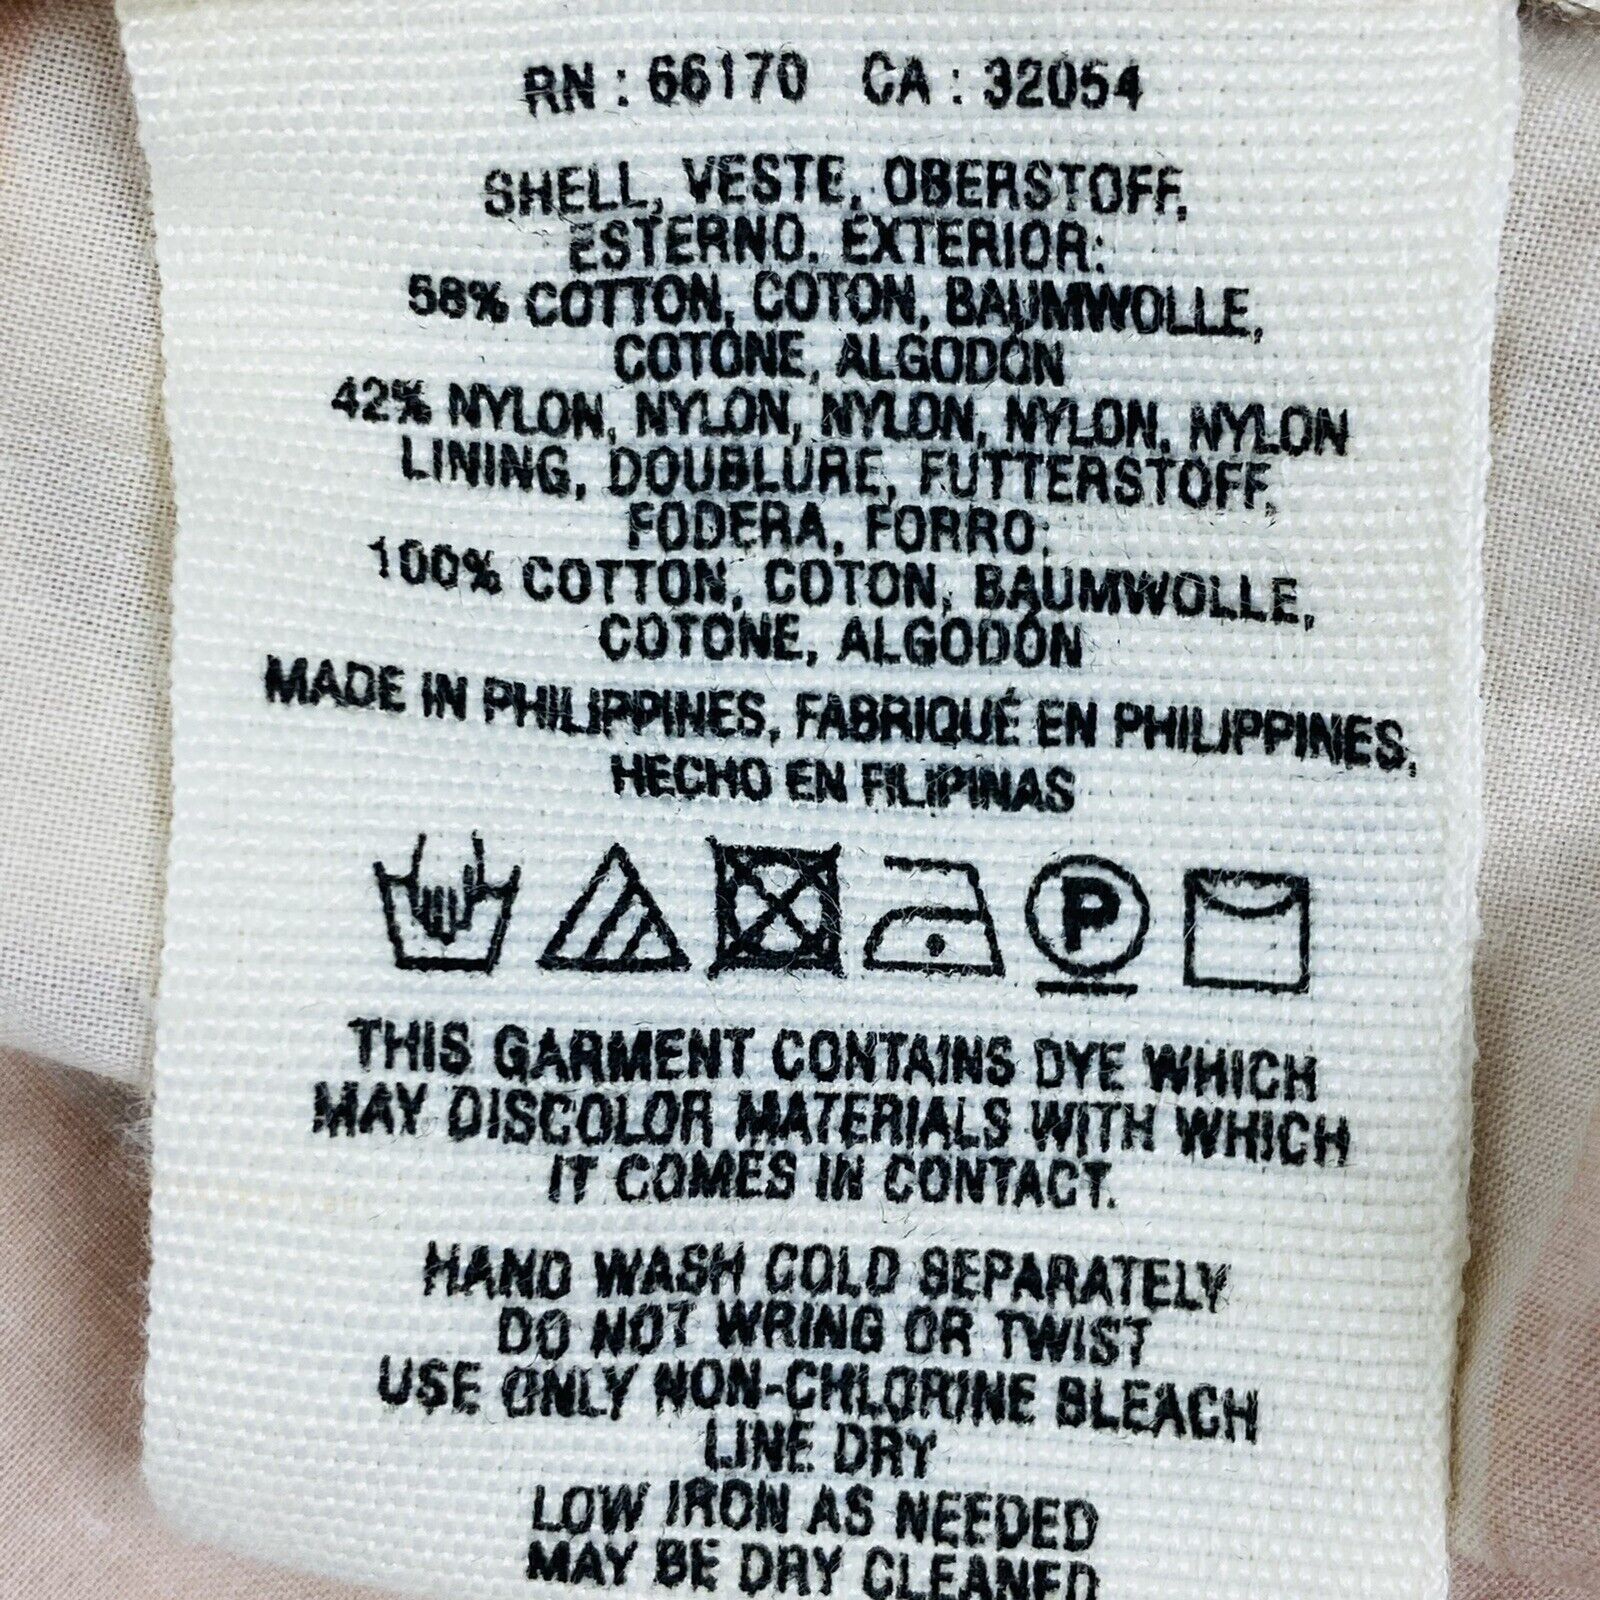 RN : 66170 CA : 32054
SHELL, VESTE, OBERSTOFF,
ESTERNO, EXTERIOR:
58% COTTON, COTON, BAUMWOLLE,
COTONE, ALGODÓN
42% NYLON, NYLON, NYLON, NYLON, NYLON
LINING, DOUBLURE, FUTTERSTOFF,
FODERA, FORRO:
100% COTTON, COTON, BAUMWOLLE,
COTONE, ALGODÓN
MADE IN PHILIPPINES, FABRIQUÉ EN PHILIPPINES,
HECHO EN FILIPINAS
P
THIS GARMENT CONTAINS DYE WHICH
MAY DISCOLOR MATERIALS WITH WHICH
IT COMES IN CONTACT.
HAND WASH COLD SEPARATELY
DO NOT WRING OR TWIST
USE ONLY NON-CHLORINE BLEACH
LINE DRY
LOW IRON AS NEEDED
MAY BE DRY CLEANED